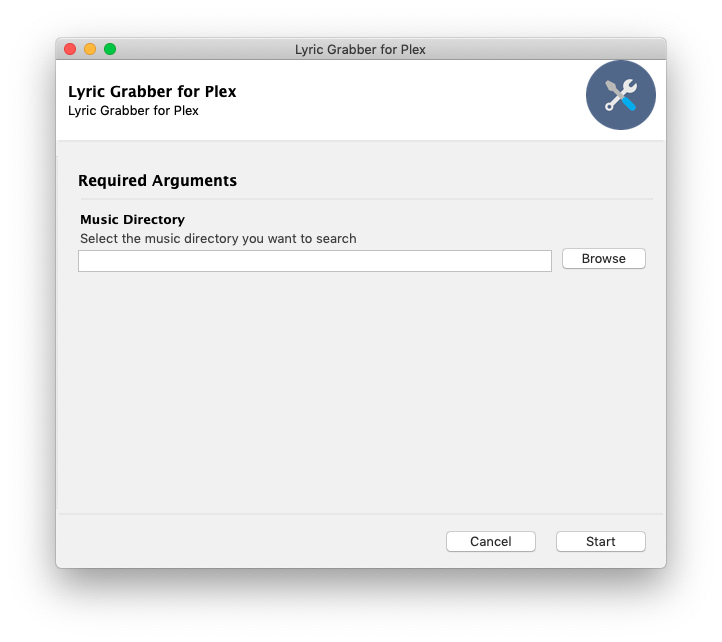 Lyric Grabber for Plex
Lyric Grabber for Plex
Lyric Grabber for Plex
Required Arguments
Music Directory
Select the music directory you want to search
Browse
Cancel
Start